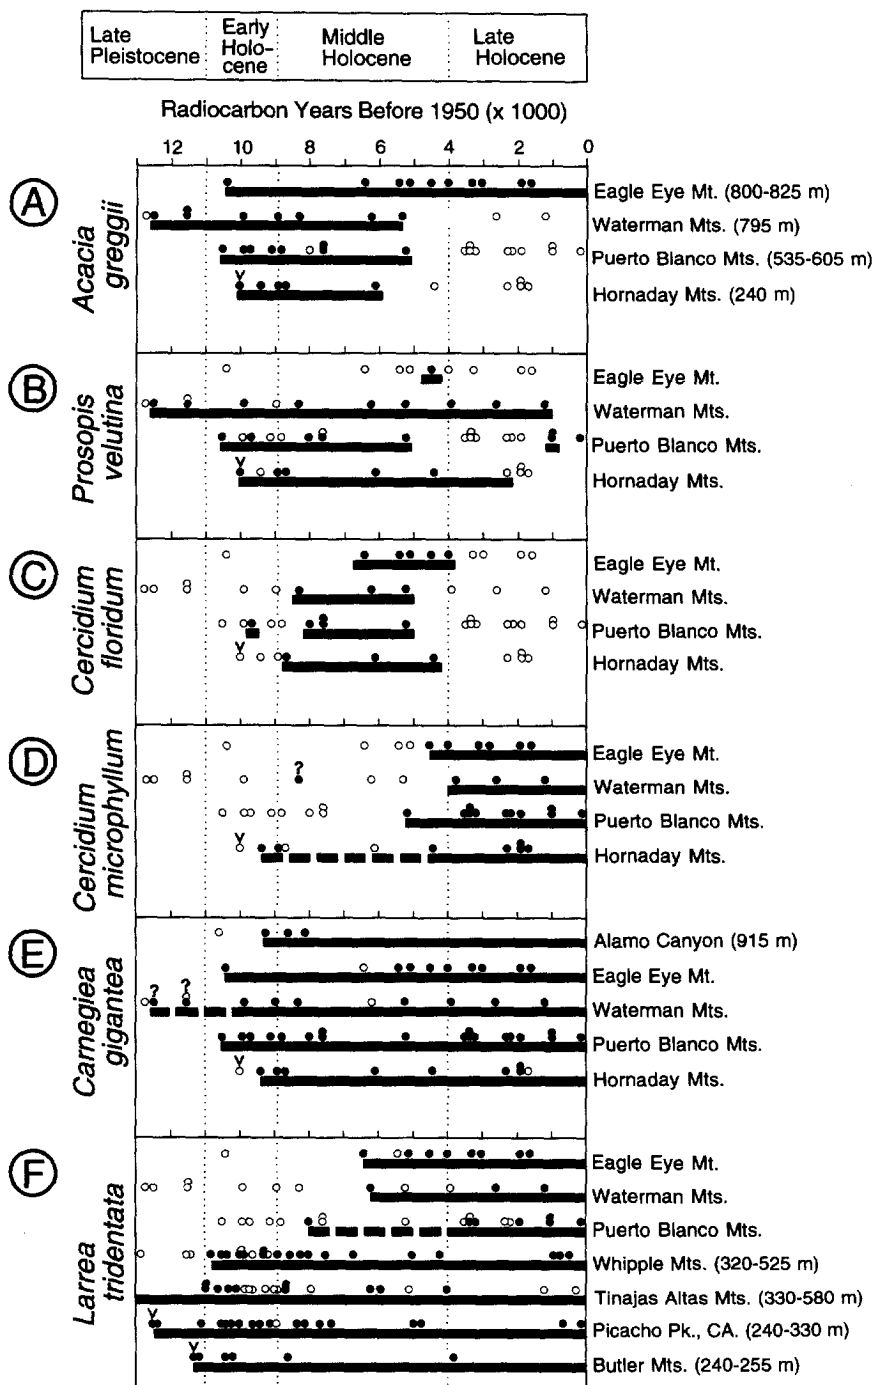 Late
Pleistocene
Early
Holo-
cene
Middle
Holocene
Late
Holocene
Radiocarbon Years Before 1950 (x 1000)
12 10 8 6 4 2 0
A
Acacia
greggii
Eagle Eye Mt. (800-825 m)
Waterman Mts. (795 m)
Puerto Blanco Mts. (535-605 m)
Hornaday Mts. (240 m)
B
Prosopis
velutina
Eagle Eye Mt.
Waterman Mts.
Puerto Blanco Mts.
Hornaday Mts.
C
Cercidium
floridum
Eagle Eye Mt.
Waterman Mts.
Puerto Blanco Mts.
Hornaday Mts.
D
Cercidium
microphyllum
Eagle Eye Mt.
?
Waterman Mts.
Puerto Blanco Mts.
Hornaday Mts.
E
Carnegiea
gigantea
Alamo Canyon (915 m)
Eagle Eye Mt.
? ?
Waterman Mts.
Puerto Blanco Mts.
Hornaday Mts.
F
Larrea
tridentata
Eagle Eye Mt.
Waterman Mts.
Puerto Blanco Mts.
Whipple Mts. (320-525 m)
Tinajas Altas Mts. (330-580 m)
Picacho Pk., CA. (240-330 m)
Butler Mts. (240-255 m)